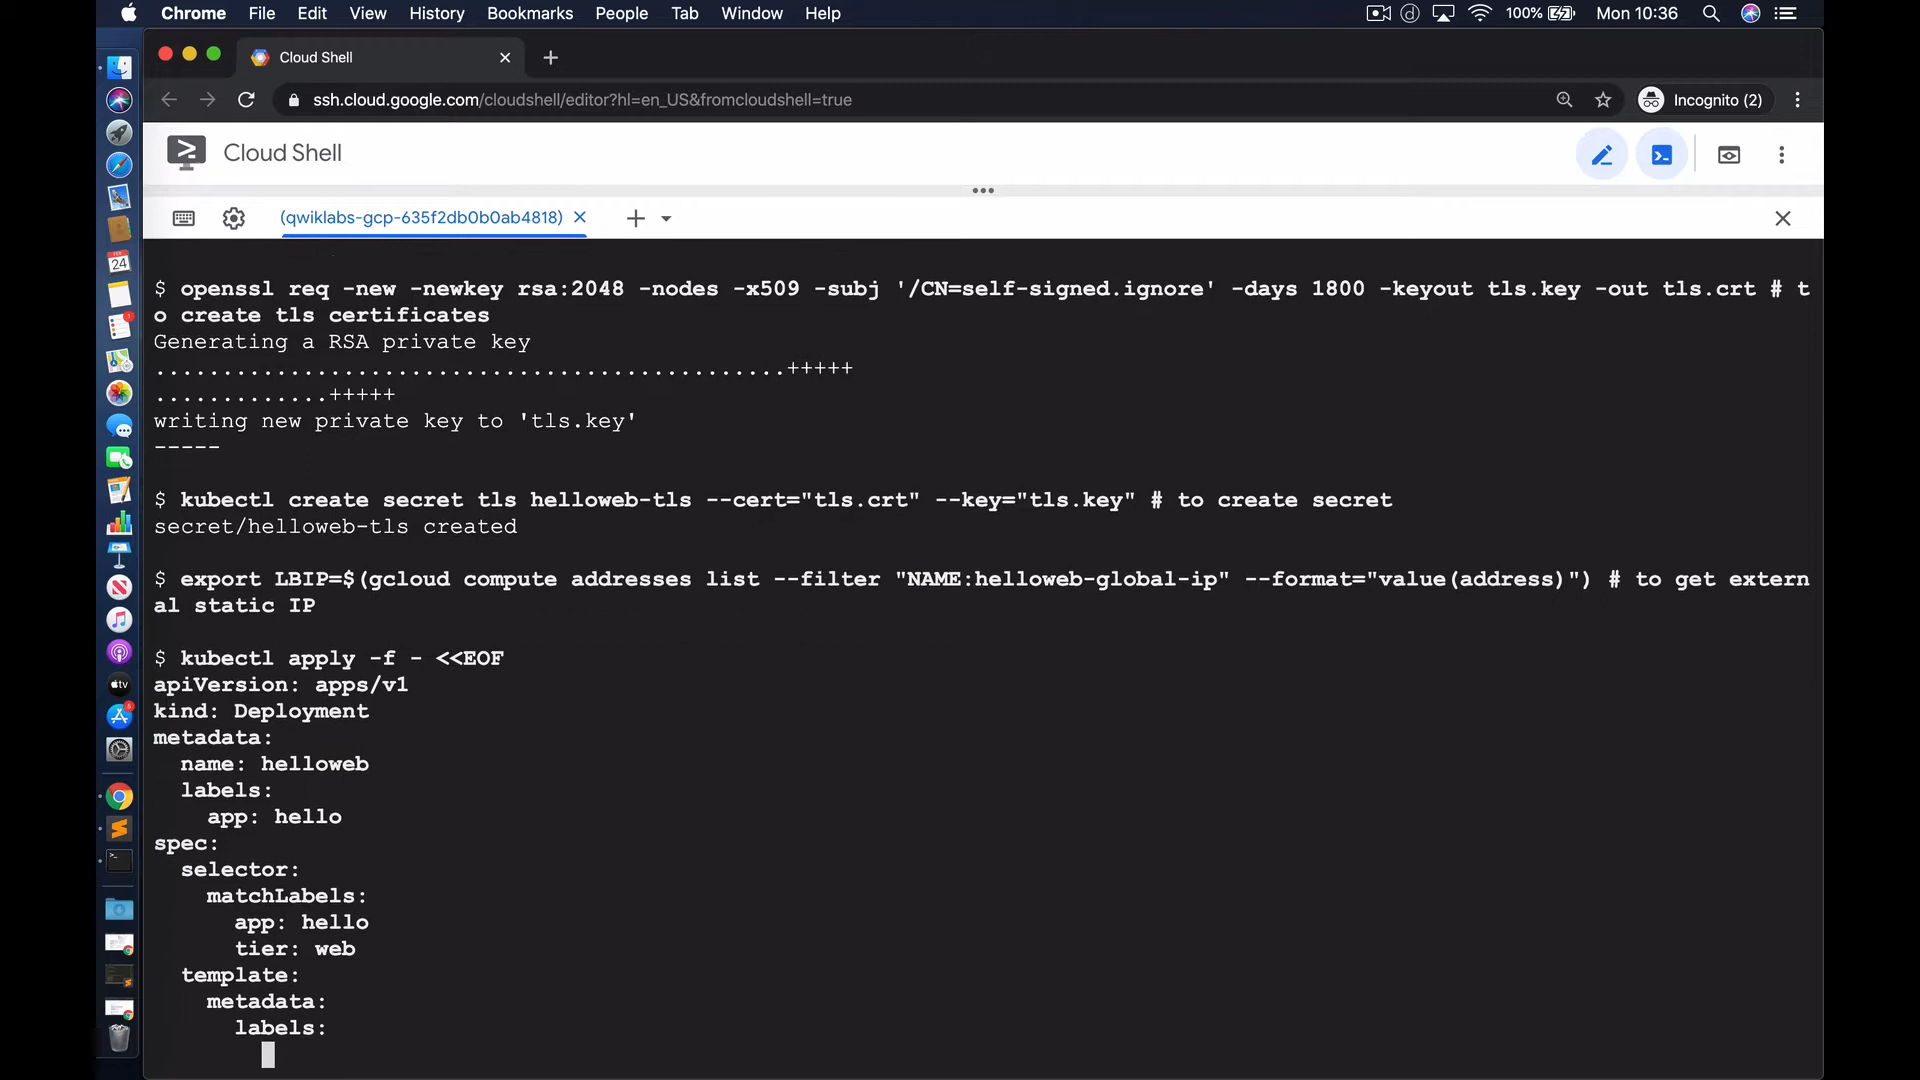 Chrome File Edit View History Bookmarks People Tab Window Help 100% Mon 10:36
Cloud Shell
ssh.cloud.google.com/cloudshell/editor?hl=en_US&fromcloudshell=true Incognito (2)
Cloud Shell
(qwiklabs-gcp-635f2db0b0ab4818)
$ openssl req -new -newkey rsa:2048 -nodes -x509 -subj '/CN=self-signed.ignore' -days 1800 -keyout tls.key -out tls.crt # t
o create tls certificates
Generating a RSA private key
...............................................+++++
.............+++++
writing new private key to 'tls.key'
-----
$ kubectl create secret tls helloweb-tls --cert="tls.crt" --key="tls.key" # to create secret
secret/helloweb-tls created
$ export LBIP=$(gcloud compute addresses list --filter "NAME:helloweb-global-ip" --format="value(address)") # to get extern
al static IP
$ kubectl apply -f - <<EOF
apiVersion: apps/v1
kind: Deployment
metadata:
  name: helloweb
  labels:
    app: hello
spec:
  selector:
    matchLabels:
      app: hello
      tier: web
  template:
    metadata:
      labels: